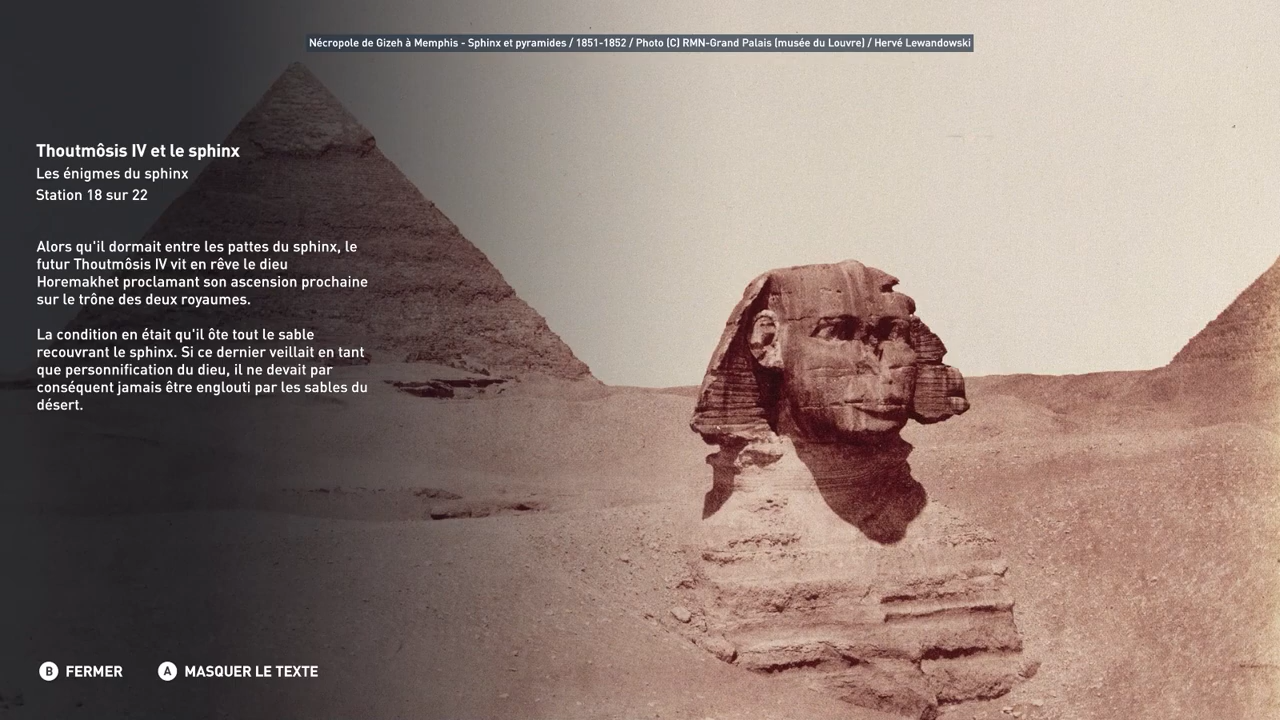 Nécropole de Gizeh à Memphis - Sphinx et pyramides / 1851-1852 / Photo (C) RMN-Grand Palais (musée du Louvre) / Hervé Lewandowski
Thoutmôsis IV et le sphinx
Les énigmes du sphinx
Station 18 sur 22
Alors qu'il dormait entre les pattes du sphinx, le
futur Thoutmôsis IV vit en rêve le dieu
Horemakhet proclamant son ascension prochaine
sur le trône des deux royaumes.
La condition en était qu'il ôte tout le sable
recouvrant le sphinx. Si ce dernier veillait en tant
que personnification du dieu, il ne devait par
conséquent jamais être englouti par les sables du
désert.
B FERMER A MASQUER LE TEXTE